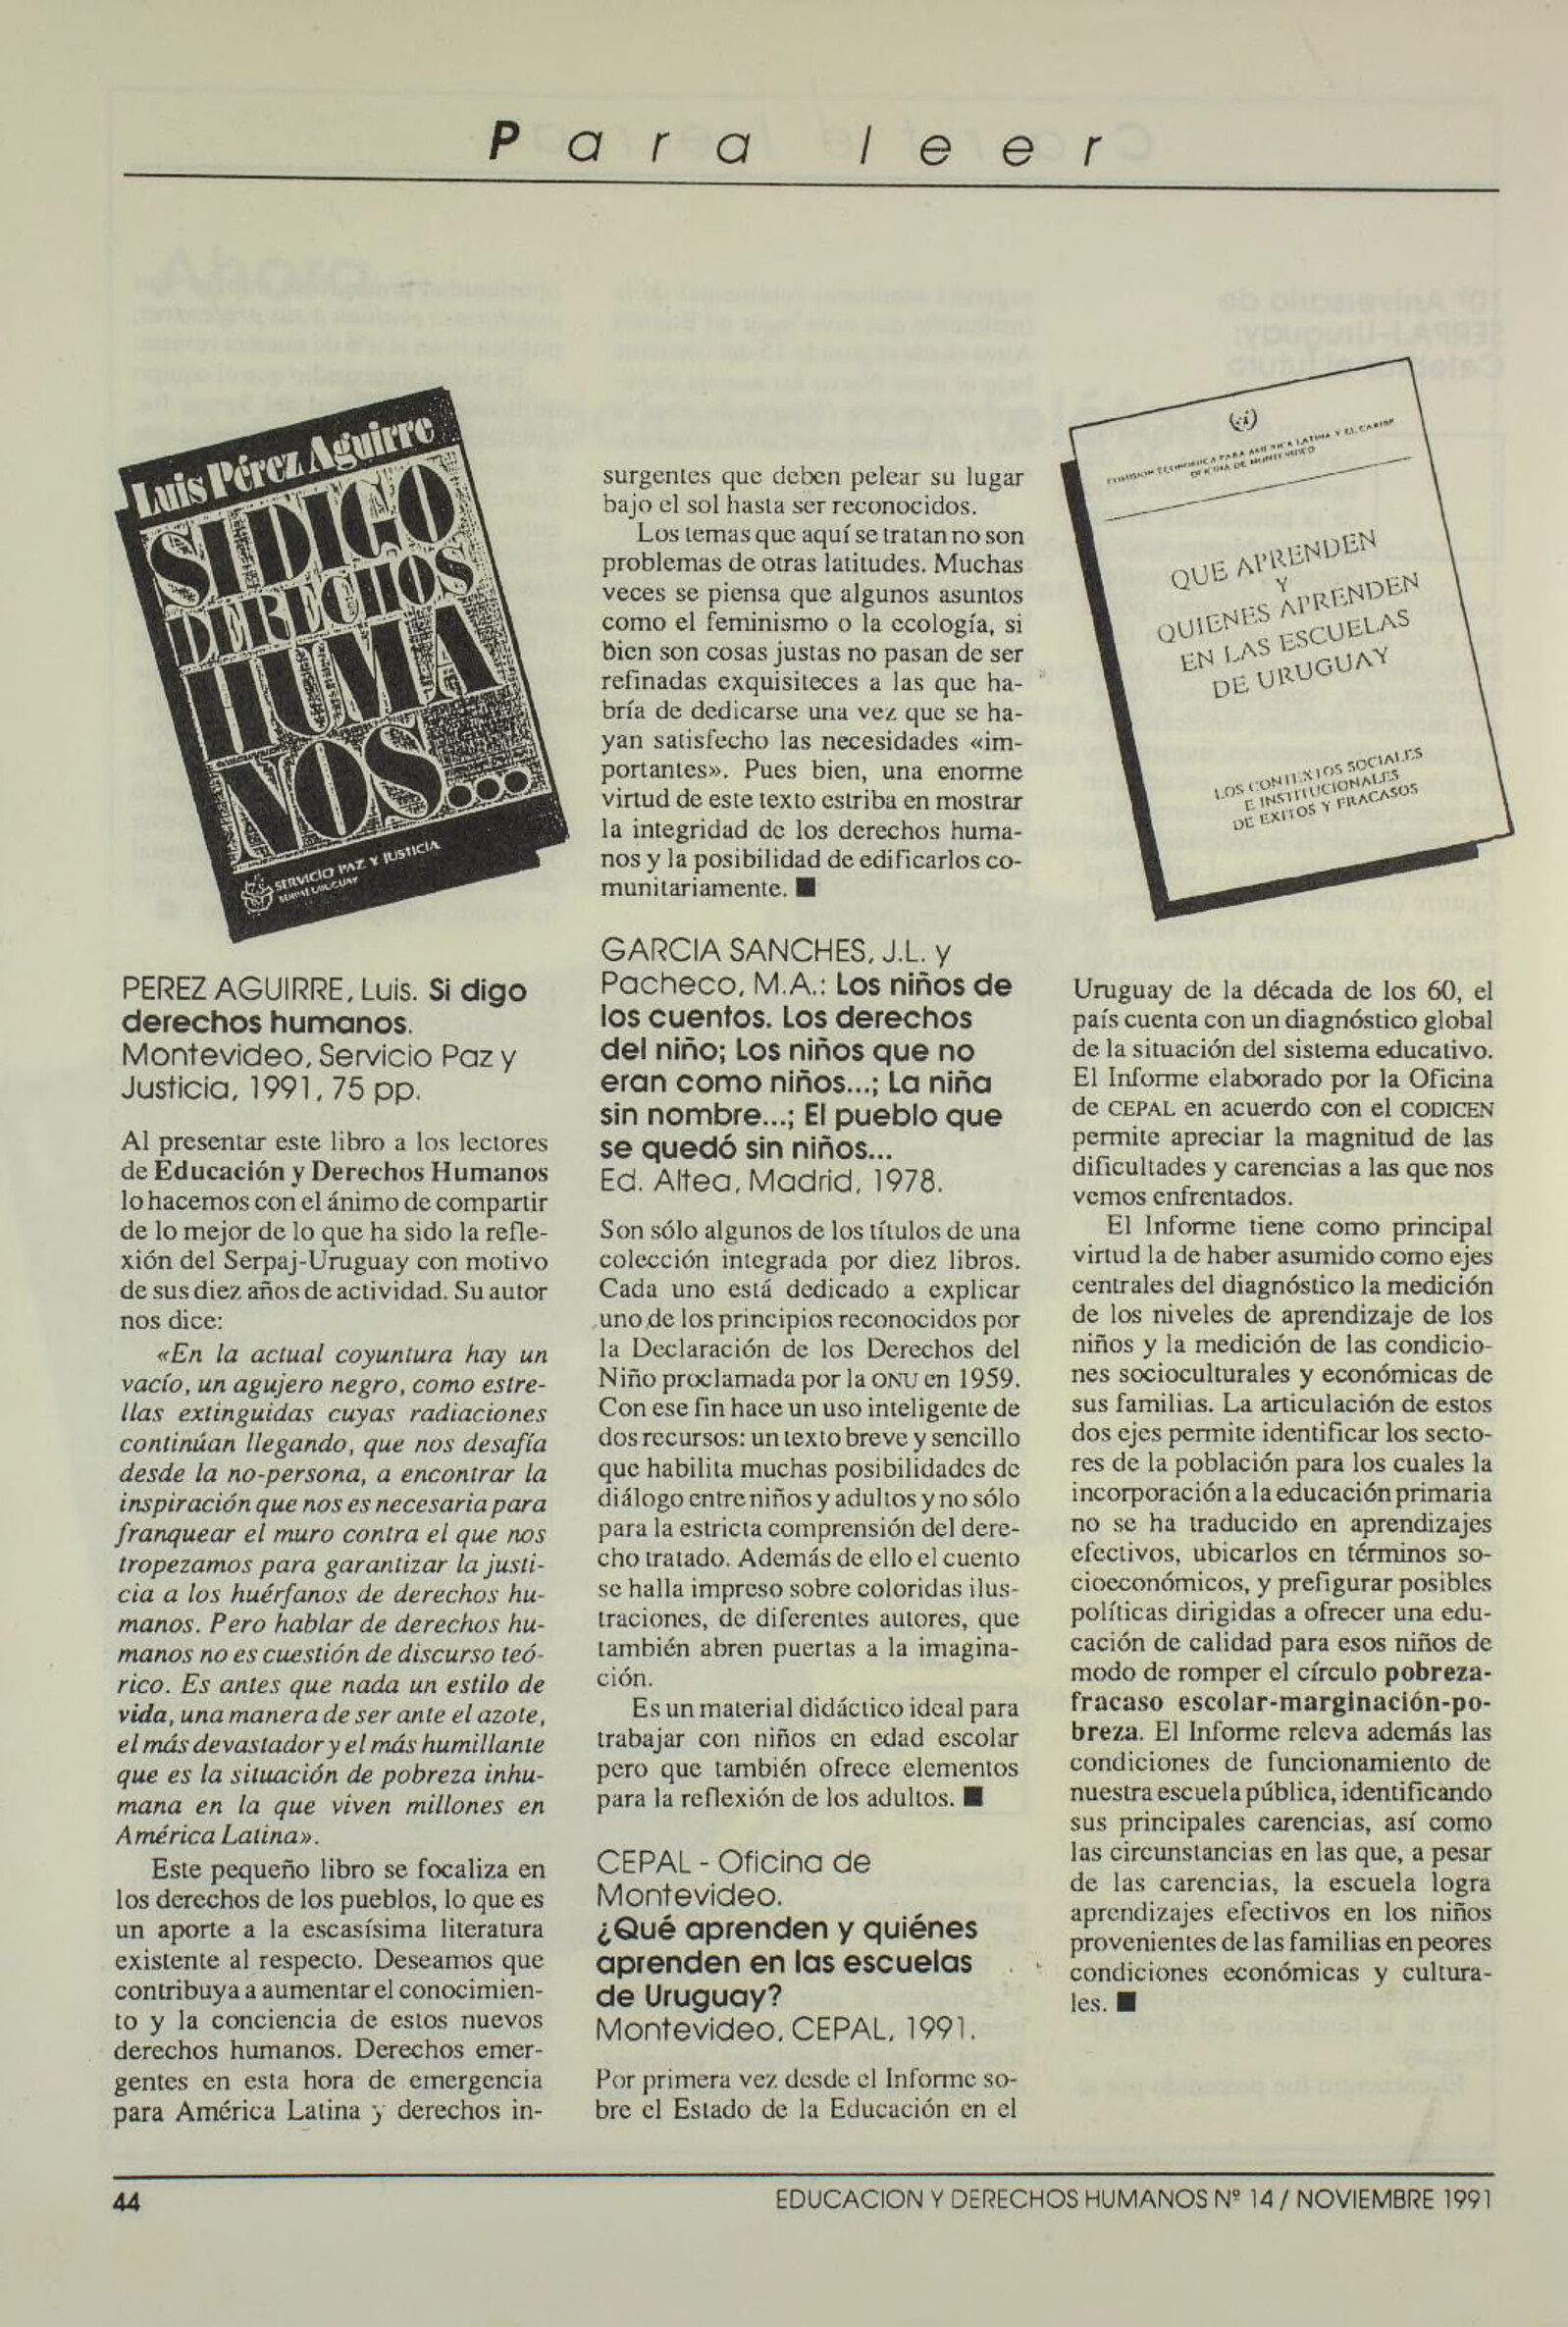 Para leer
Luis Pérez Aguirre
SI DIGO
DERECHOS
HUMA
NOS...
SERVICIO PAZ Y JUSTICIA
SERPAJ URUGUAY
PEREZ AGUIRRE, Luis. Si digo
derechos humanos.
Montevideo, Servicio Paz y
Justicia, 1991, 75 pp.
Al presentar este libro a los lectores
de Educación y Derechos Humanos
lo hacemos con el ánimo de compartir
de lo mejor de lo que ha sido la refle-
xión del Serpaj-Uruguay con motivo
de sus diez años de actividad. Su autor
nos dice:
«En la actual coyuntura hay un
vacío, un agujero negro, como estre-
llas extinguidas cuyas radiaciones
continúan llegando, que nos desafía
desde la no-persona, a encontrar la
inspiración que nos es necesaria para
franquear el muro contra el que nos
tropezamos para garantizar la justi-
cia a los huérfanos de derechos hu-
manos. Pero hablar de derechos hu-
manos no es cuestión de discurso teó-
rico. Es antes que nada un estilo de
vida, una manera de ser ante el azote,
el más devastador y el más humillante
que es la situación de pobreza inhu-
mana en la que viven millones en
América Latina».
Este pequeño libro se focaliza en
los derechos de los pueblos, lo que es
un aporte a la escasísima literatura
existente al respecto. Deseamos que
contribuya a aumentar el conocimien-
to y la conciencia de estos nuevos
derechos humanos. Derechos emer-
gentes en esta hora de emergencia
para América Latina y derechos in-
surgentes que deben pelear su lugar
bajo el sol hasta ser reconocidos.
Los temas que aquí se tratan no son
problemas de otras latitudes. Muchas
veces se piensa que algunos asuntos
como el feminismo o la ecología, si
bien son cosas justas no pasan de ser
refinadas exquisiteces a las que ha-
bría de dedicarse una vez que se ha-
yan satisfecho las necesidades «im-
portantes». Pues bien, una enorme
virtud de este texto estriba en mostrar
la integridad de los derechos huma-
nos y la posibilidad de edificarlos co-
munitariamente. ■
GARCIA SANCHES, J.L. y
Pacheco, M.A.: Los niños de
los cuentos. Los derechos
del niño; Los niños que no
eran como niños...; La niña
sin nombre...; El pueblo que
se quedó sin niños...
Ed. Altea, Madrid, 1978.
Son sólo algunos de los títulos de una
colección integrada por diez libros.
Cada uno está dedicado a explicar
uno de los principios reconocidos por
la Declaración de los Derechos del
Niño proclamada por la ONU en 1959.
Con ese fin hace un uso inteligente de
dos recursos: un texto breve y sencillo
que habilita muchas posibilidades de
diálogo entre niños y adultos y no sólo
para la estricta comprensión del dere-
cho tratado. Además de ello el cuento
se halla impreso sobre coloridas ilus-
traciones, de diferentes autores, que
también abren puertas a la imagina-
ción.
Es un material didáctico ideal para
trabajar con niños en edad escolar
pero que también ofrece elementos
para la reflexión de los adultos. ■
CEPAL - Oficina de
Montevideo.
¿Qué aprenden y quiénes
aprenden en las escuelas
de Uruguay?
Montevideo, CEPAL, 1991.
Por primera vez desde el Informe so-
bre el Estado de la Educación en el
COMISION ECONOMICA PARA AMERICA LATINA Y EL CARIBE
OFICINA DE MONTEVIDEO
QUE APRENDEN
Y
QUIENES APRENDEN
EN LAS ESCUELAS
DE URUGUAY
LOS CONTEXTOS SOCIALES
E INSTITUCIONALES
DE EXITOS Y FRACASOS
Uruguay de la década de los 60, el
país cuenta con un diagnóstico global
de la situación del sistema educativo.
El Informe elaborado por la Oficina
de CEPAL en acuerdo con el CODICEN
permite apreciar la magnitud de las
dificultades y carencias a las que nos
vemos enfrentados.
El Informe tiene como principal
virtud la de haber asumido como ejes
centrales del diagnóstico la medición
de los niveles de aprendizaje de los
niños y la medición de las condicio-
nes socioculturales y económicas de
sus familias. La articulación de estos
dos ejes permite identificar los secto-
res de la población para los cuales la
incorporación a la educación primaria
no se ha traducido en aprendizajes
efectivos, ubicarlos en términos so-
cioeconómicos, y prefigurar posibles
políticas dirigidas a ofrecer una edu-
cación de calidad para esos niños de
modo de romper el círculo pobreza-
fracaso escolar-marginación-po-
breza. El Informe releva además las
condiciones de funcionamiento de
nuestra escuela pública, identificando
sus principales carencias, así como
las circunstancias en las que, a pesar
de las carencias, la escuela logra
aprendizajes efectivos en los niños
provenientes de las familias en peores
condiciones económicas y cultura-
les. ■
44
EDUCACION Y DERECHOS HUMANOS Nº 14 / NOVIEMBRE 1991